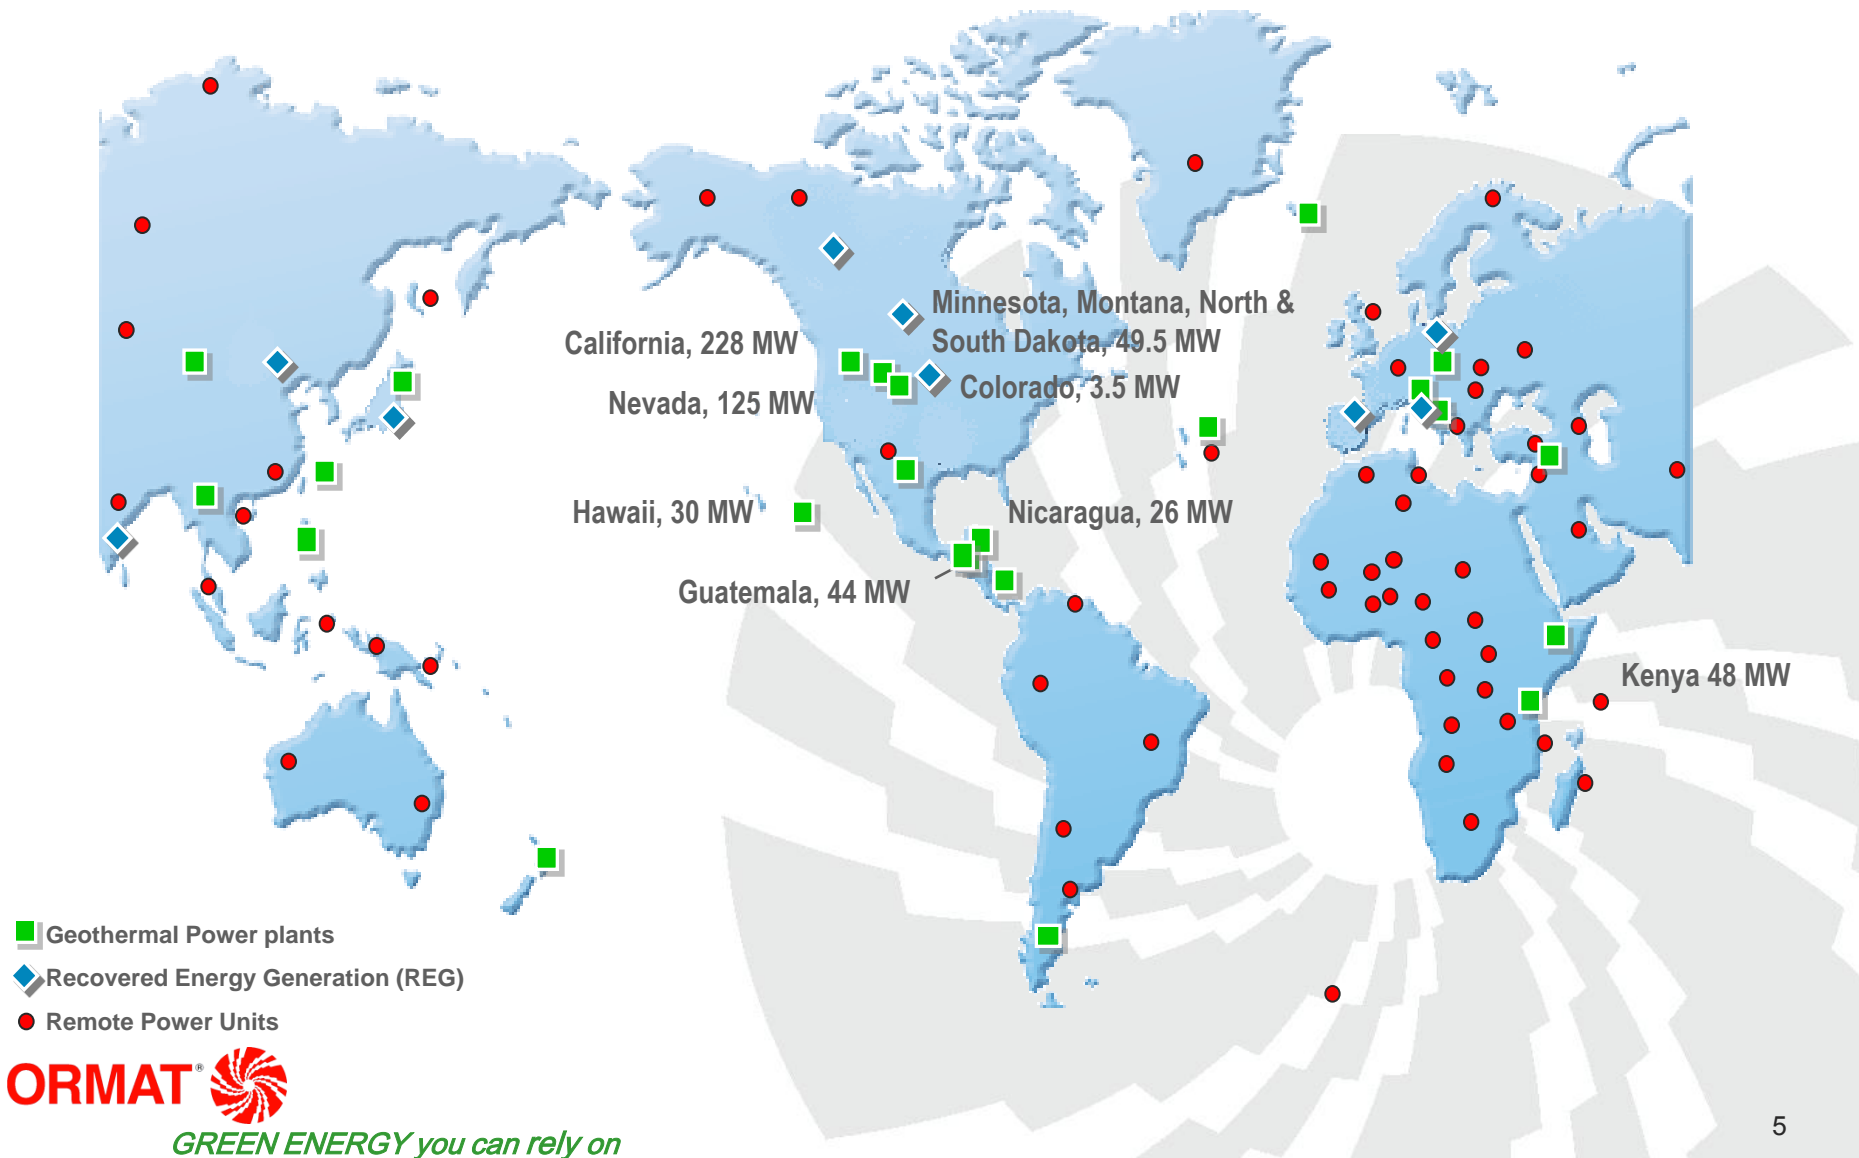 Minnesota, Montana, North &
South Dakota, 49.5 MW
California, 228 MW
Colorado, 3.5 MW
Nevada, 125 MW
Hawaii, 30 MW
Nicaragua, 26 MW
Guatemala, 44 MW
Kenya 48 MW
Geothermal Power plants
Recovered Energy Generation (REG)
Remote Power Units
ORMAT®
GREEN ENERGY you can rely on
5